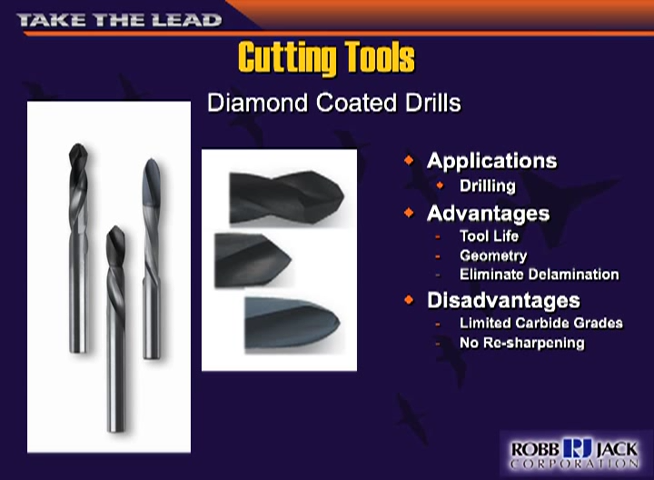 TAKE THE LEAD
Cutting Tools
Diamond Coated Drills
Applications
Drilling
Advantages
Tool Life
Geometry
Eliminate Delamination
Disadvantages
Limited Carbide Grades
No Re-sharpening
ROBB RJ JACK
CORPORATION